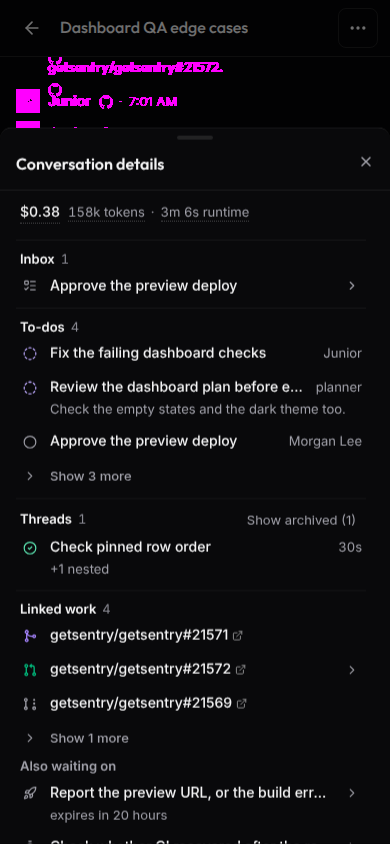 Dashboard QA edge cases
getsentry/getsentry#21572.
Junior · 7:01 AM
Conversation details
$0.38 158k tokens · 3m 6s runtime
Inbox 1
Approve the preview deploy
To-dos 4
Fix the failing dashboard checks Junior
Review the dashboard plan before e... planner
Check the empty states and the dark theme too.
Approve the preview deploy Morgan Lee
Show 3 more
Threads 1 Show archived (1)
Check pinned row order 30s
+1 nested
Linked work 4
getsentry/getsentry#21571
getsentry/getsentry#21572
getsentry/getsentry#21569
Show 1 more
Also waiting on
Report the preview URL, or the build err...
expires in 20 hours